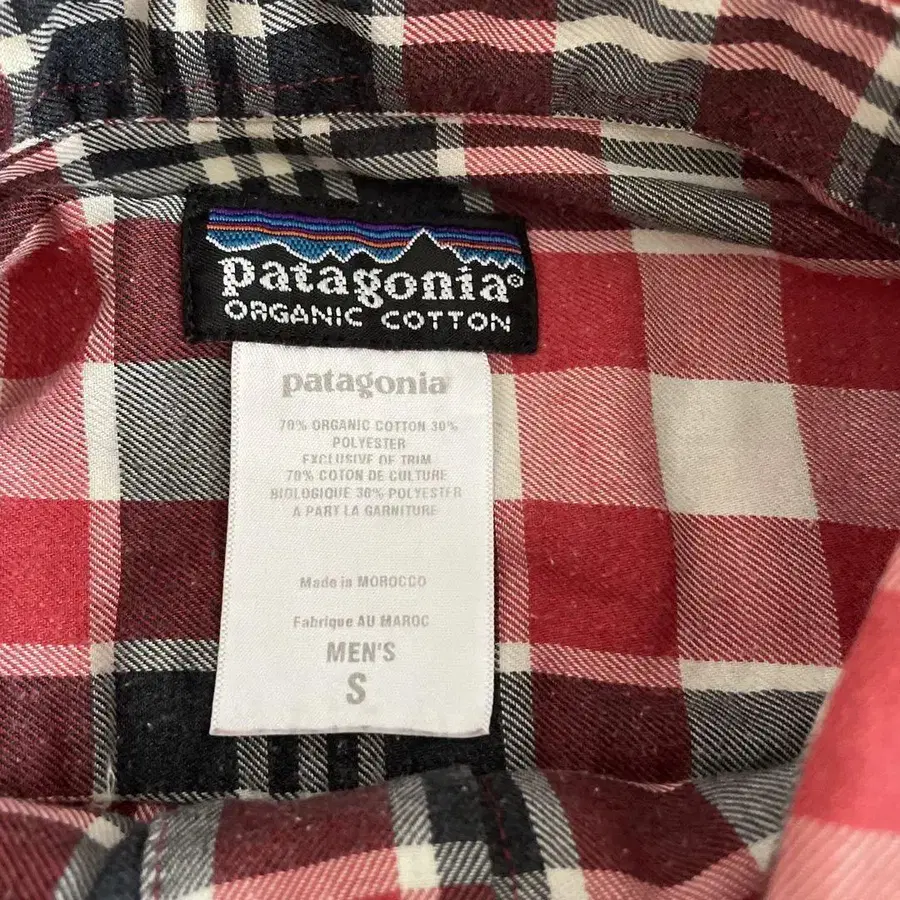 patagonia®
ORGANIC COTTON
patagonia
70% ORGANIC COTTON 30%
POLYESTER
EXCLUSIVE OF TRIM
70% COTON DE CULTURE
BIOLOGIQUE 30% POLYESTER
A PART LA GARNITURE
Made in MOROCCO
Fabrique AU MAROC
MEN'S
S